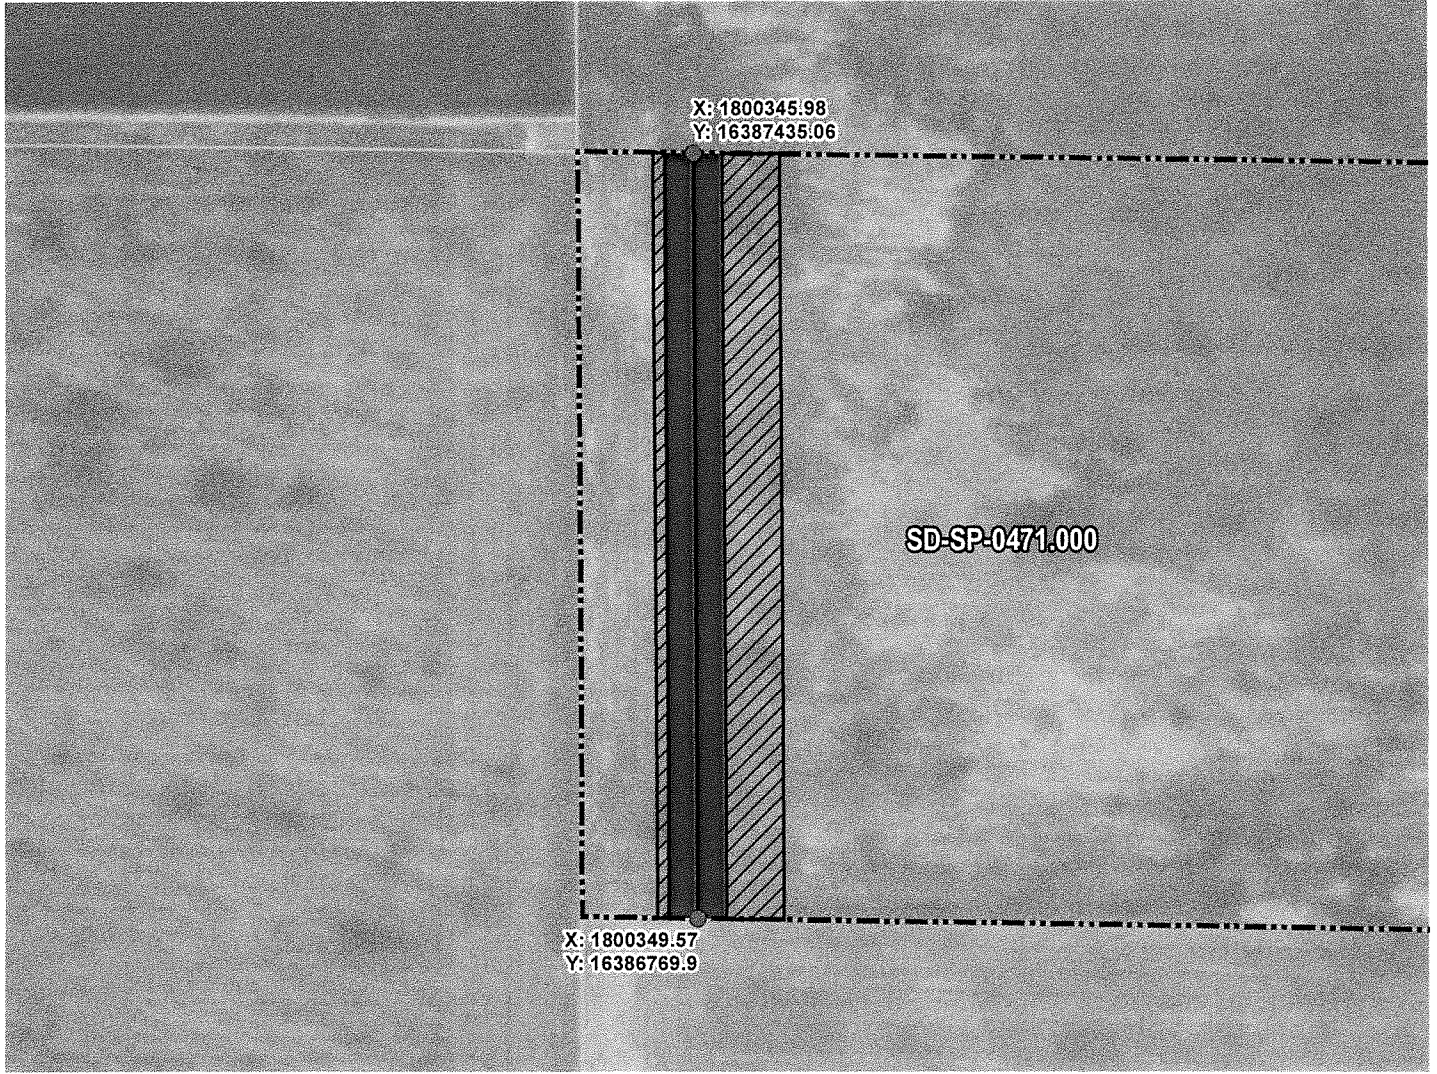 X: 1800345.98
Y: 16387435.06
SD-SP-0471.000
X: 1800349.57
Y: 16386769.9